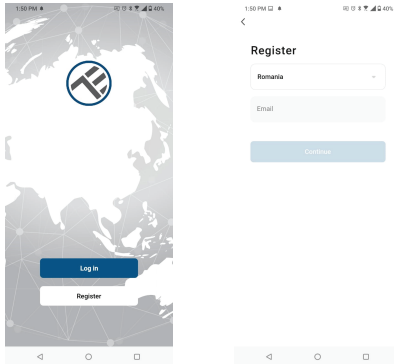 1:50 PM
40%
Log in
Register
1:50 PM
40%
Register
Romania
Email
Continue